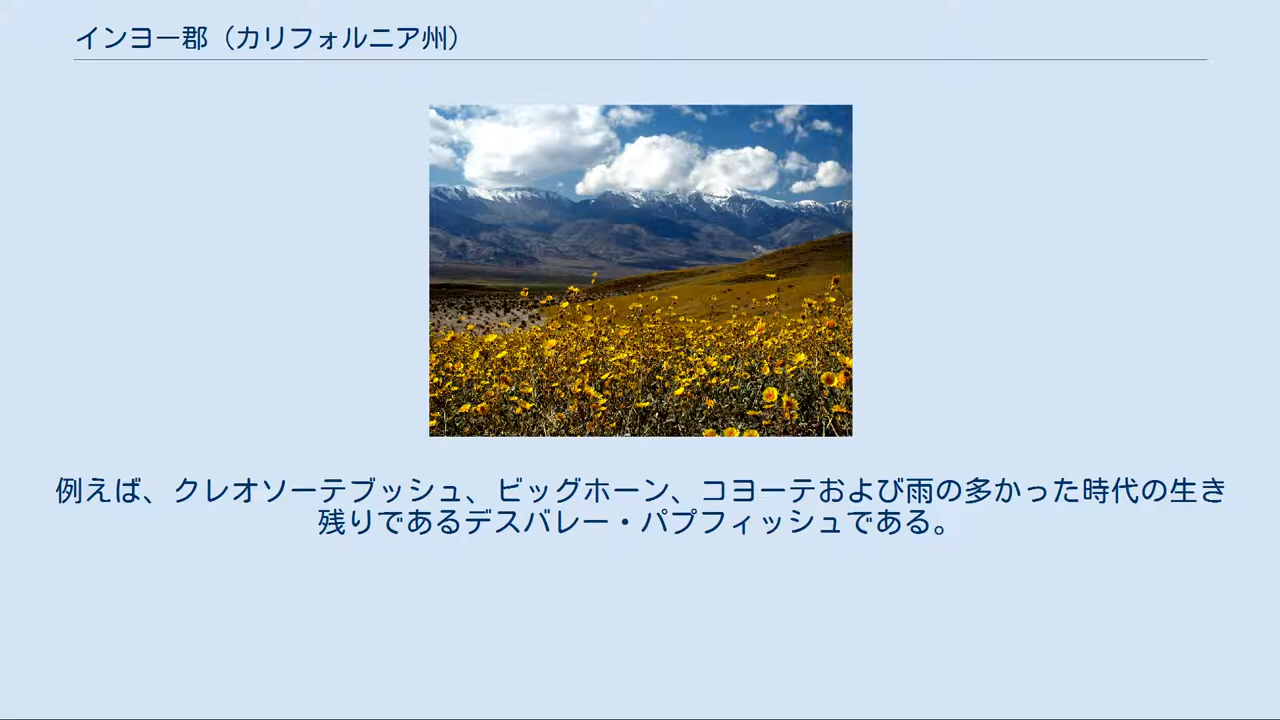 インヨー郡（カリフォルニア州）
例えば、クレオソーテブッシュ、ビッグホーン、コヨーテおよび雨の多かった時代の生き
残りであるデスバレー・パプフィッシュである。